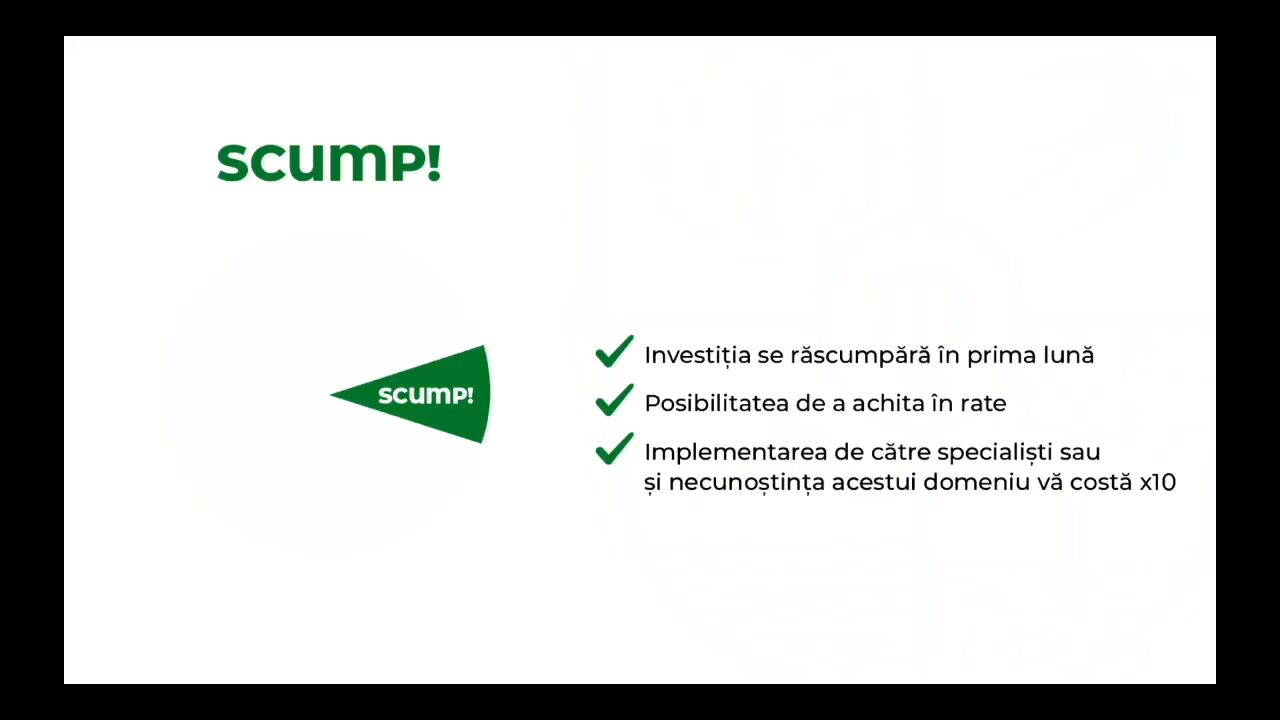 SCUMP!
SCUMP!
Investiția se răscumpără în prima lună
Posibilitatea de a achita în rate
Implementarea de către specialiști sau
și necunoștința acestui domeniu vă costă x10